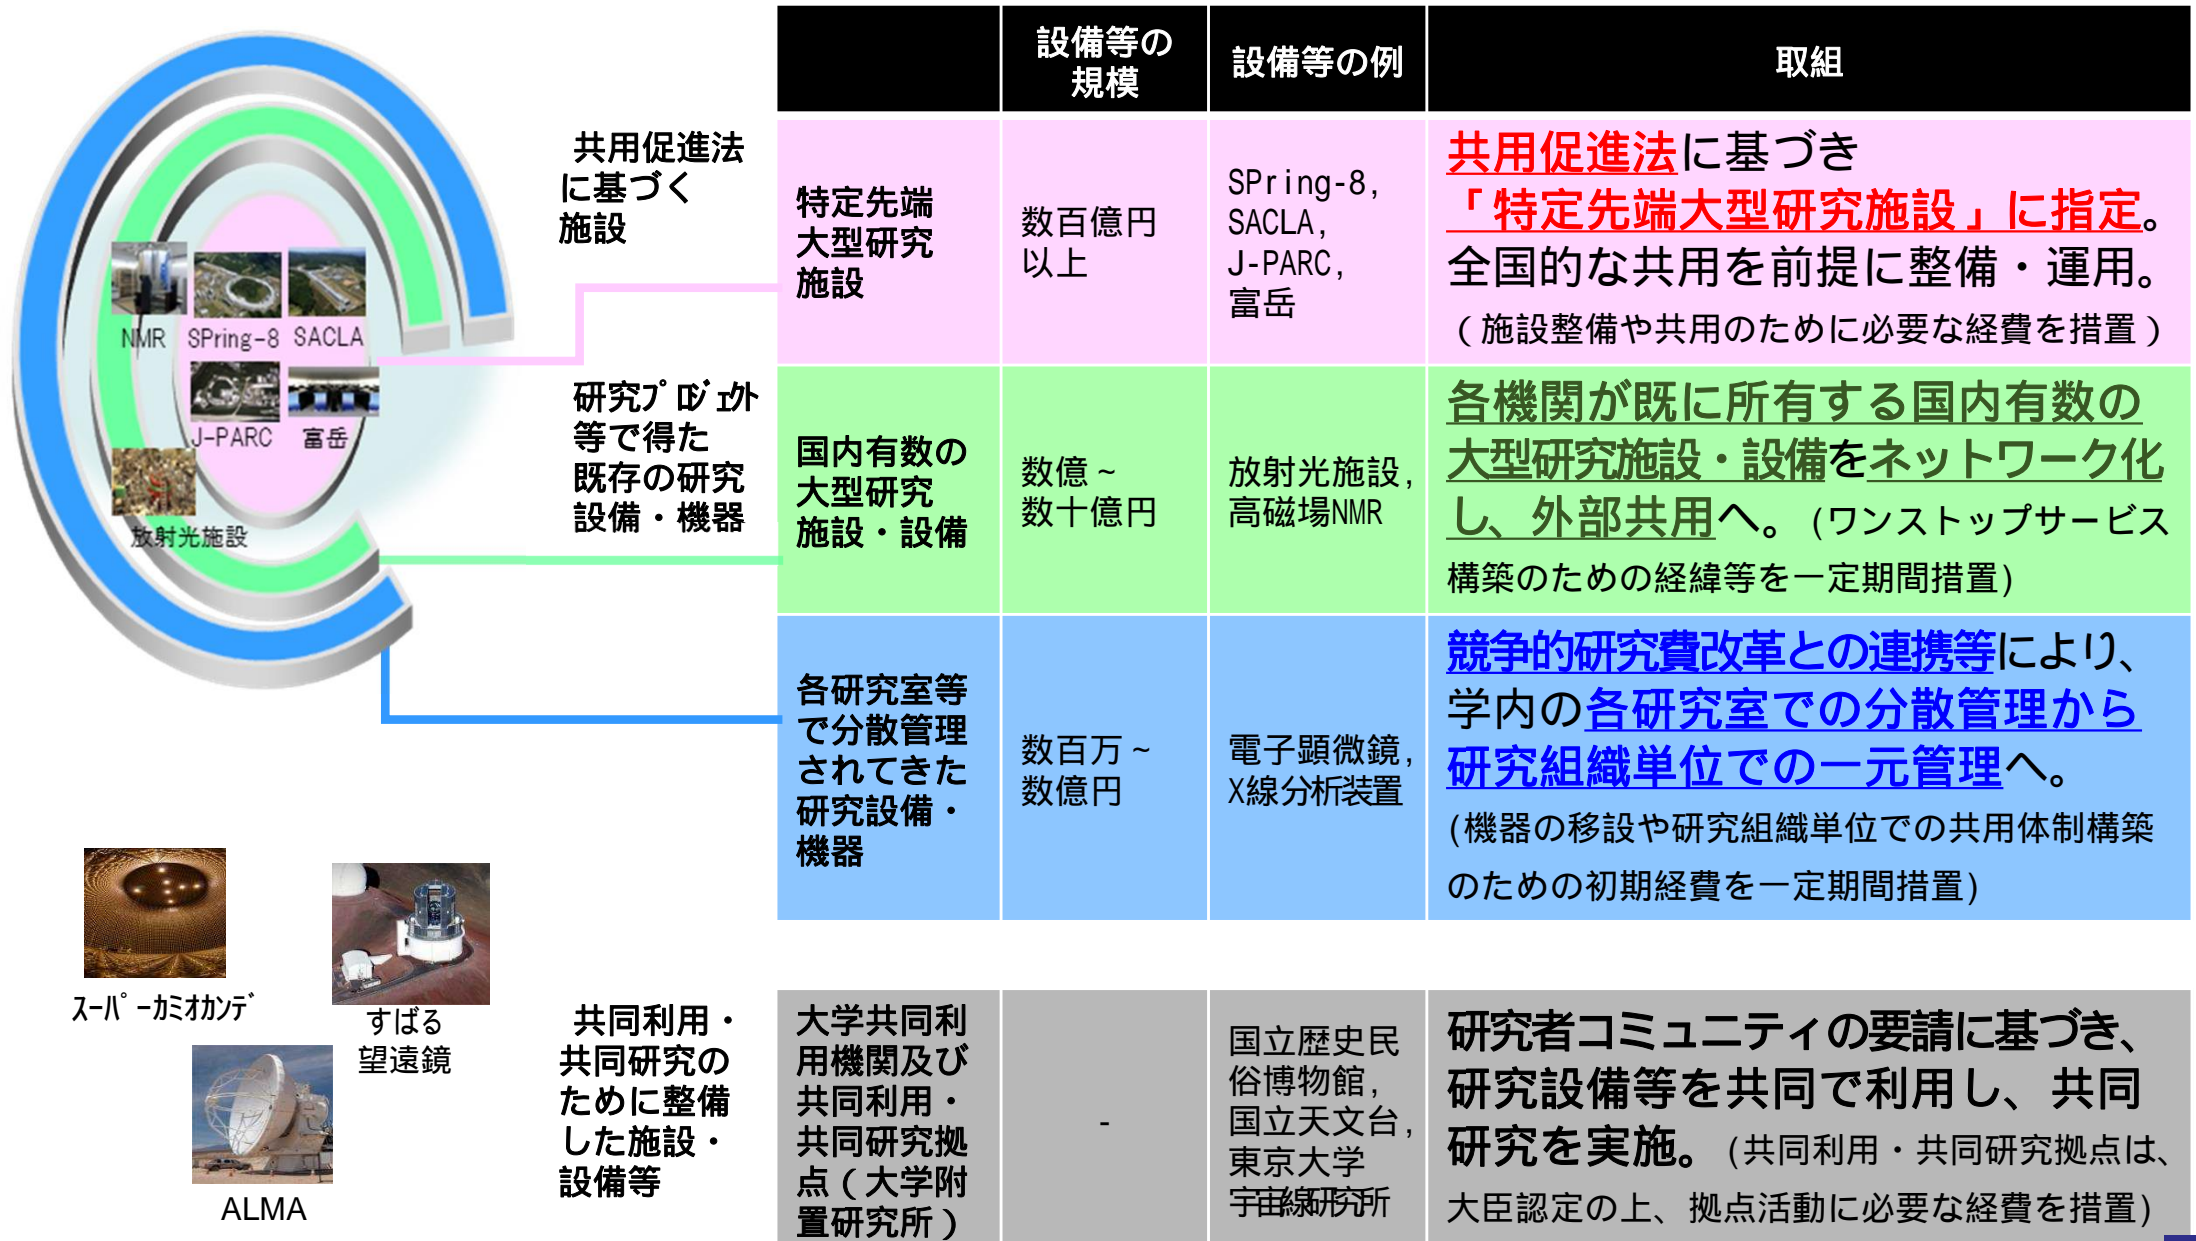 設備等の
規模
設備等の例
取組
共用促進法
に基づく
施設
特定先端
大型研究
施設
数百億円
以上
SPring-8,
SACLA,
J-PARC,
富岳
共用促進法に基づき
「特定先端大型研究施設」に指定。
全国的な共用を前提に整備・運用。
（施設整備や共用のために必要な経費を措置）
NMR
SPring-8
SACLA
J-PARC
富岳
放射光施設
研究ﾌﾟﾛｼﾞｪｸﾄ
等で得た
既存の研究
設備・機器
国内有数の
大型研究
施設・設備
数億~
数十億円
放射光施設,
高磁場NMR
各機関が既に所有する国内有数の
大型研究施設・設備をネットワーク化
し、外部共用へ。(ワンストップサービス
構築のための経緯等を一定期間措置)
各研究室等
で分散管理
されてきた
研究設備・
機器
数百万~
数億円
電子顕微鏡,
X線分析装置
競争的研究費改革との連携等により、
学内の各研究室での分散管理から
研究組織単位での一元管理へ。
(機器の移設や研究組織単位での共用体制構築
のための初期経費を一定期間措置)
ｽｰﾊﾟｰｶﾐｵｶﾝﾃﾞ
すばる
望遠鏡
ALMA
共同利用・
共同研究の
ために整備
した施設・
設備等
大学共同利
用機関及び
共同利用・
共同研究拠
点（大学附
置研究所）
-
国立歴史民
俗博物館,
国立天文台,
東京大学
宇宙線研究所
研究者コミュニティの要請に基づき、
研究設備等を共同で利用し、共同
研究を実施。(共同利用・共同研究拠点は、
大臣認定の上、拠点活動に必要な経費を措置)